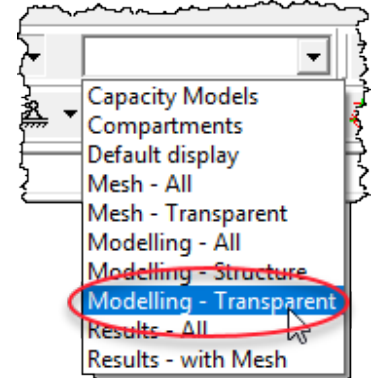 Capacity Models
Compartments
Default display
Mesh - All
Mesh - Transparent
Modelling - All
Modelling - Structure
Modelling - Transparent
Results - All
Results - with Mesh